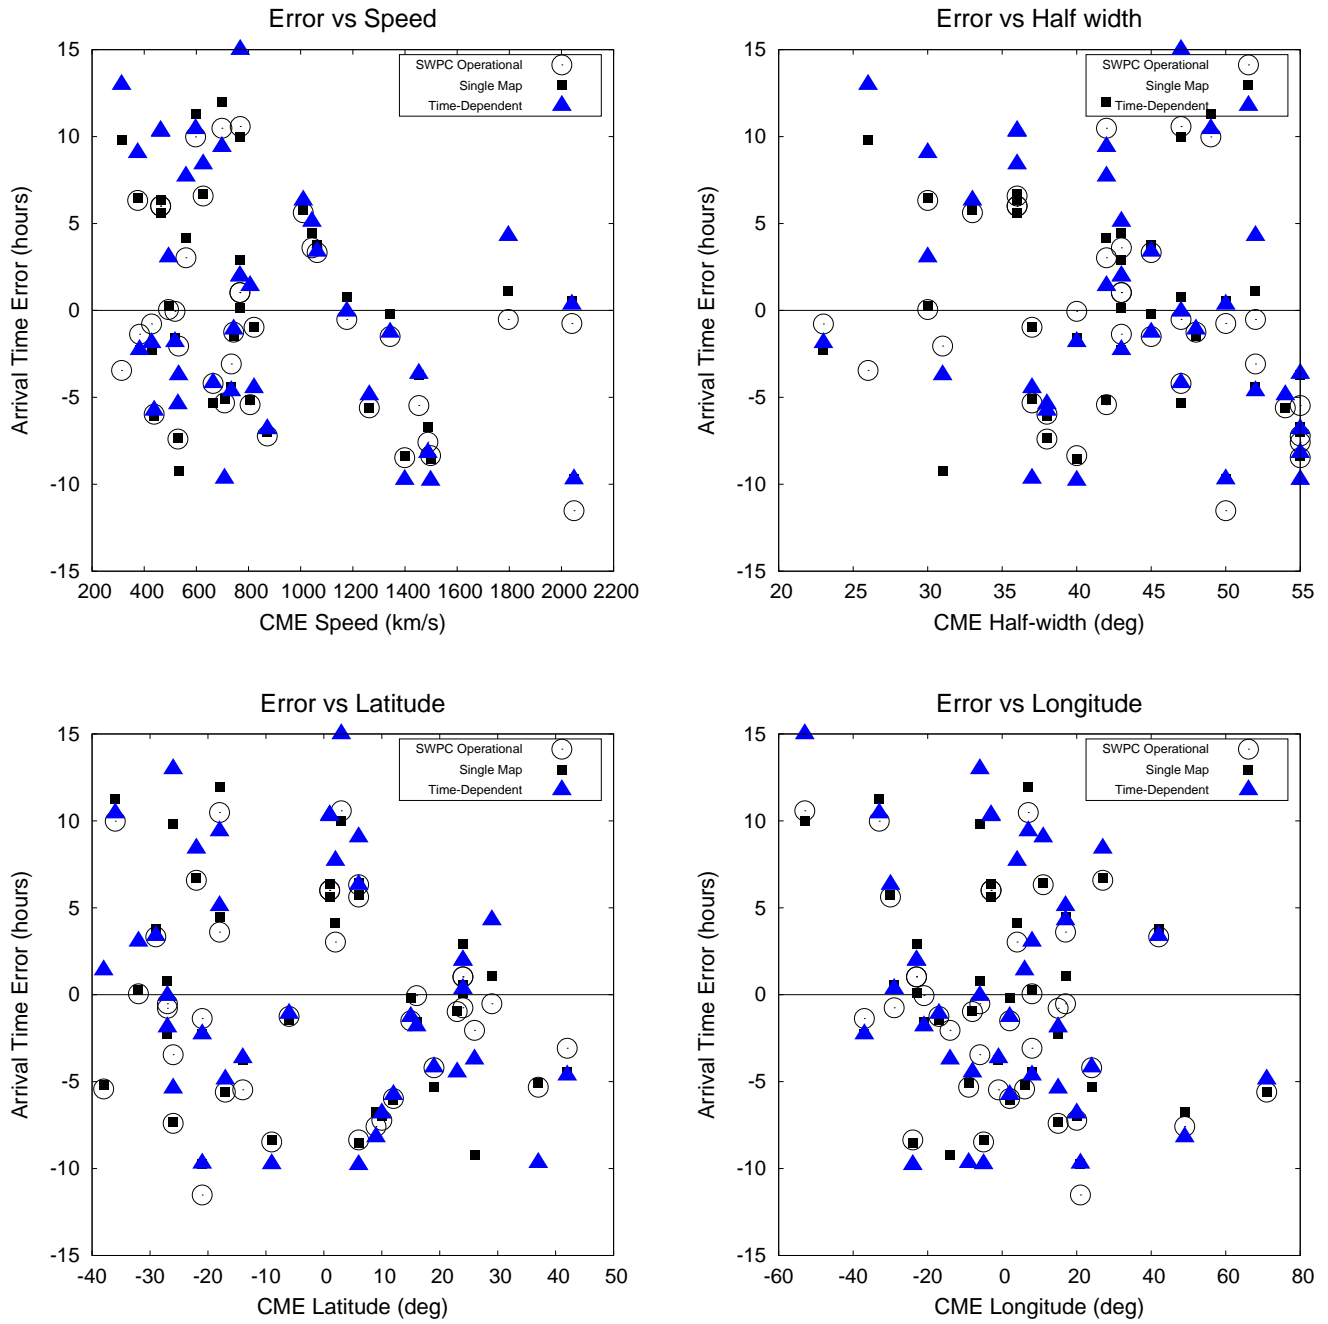 Error vs Speed
15
10
5
0
-5
-10
-15
200 400 600 800 1000 1200 1400 1600 1800 2000 2200
Arrival Time Error (hours)
CME Speed (km/s)
SWPC Operational
Single Map
Time-Dependent
Error vs Half width
15
10
5
0
-5
-10
-15
20 25 30 35 40 45 50 55
Arrival Time Error (hours)
CME Half-width (deg)
SWPC Operational
Single Map
Time-Dependent
Error vs Latitude
15
10
5
0
-5
-10
-15
-40 -30 -20 -10 0 10 20 30 40 50
Arrival Time Error (hours)
CME Latitude (deg)
SWPC Operational
Single Map
Time-Dependent
Error vs Longitude
15
10
5
0
-5
-10
-15
-60 -40 -20 0 20 40 60 80
Arrival Time Error (hours)
CME Longitude (deg)
SWPC Operational
Single Map
Time-Dependent